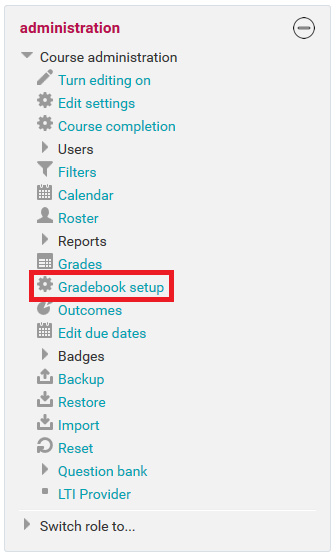 administration
Course administration
Turn editing on
Edit settings
Course completion
Users
Filters
Calendar
Roster
Reports
Grades
Gradebook setup
Outcomes
Edit due dates
Badges
Backup
Restore
Import
Reset
Question bank
LTI Provider
Switch role to...